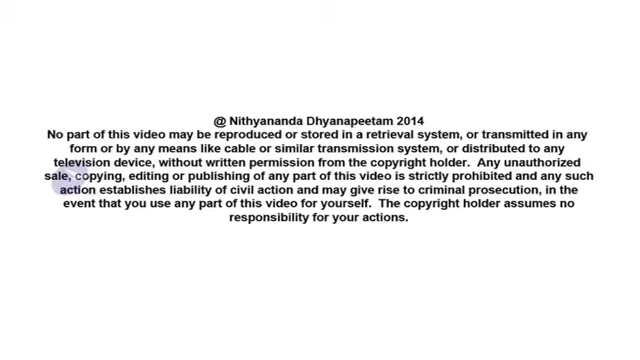 @ Nithyananda Dhyanapeetam 2014
No part of this video may be reproduced or stored in a retrieval system, or transmitted in any
form or by any means like cable or similar transmission system, or distributed to any
television device, without written permission from the copyright holder. Any unauthorized
sale, copying, editing or publishing of any part of this video is strictly prohibited and any such
action establishes liability of civil action and may give rise to criminal prosecution, in the
event that you use any part of this video for yourself. The copyright holder assumes no
responsibility for your actions.